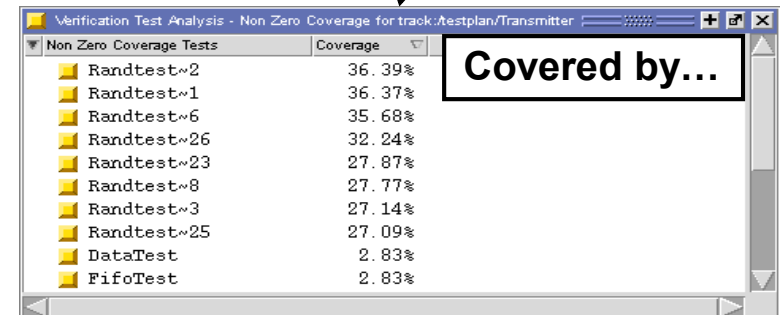 Verification Test Analysis - Non Zero Coverage for track:/testplan/Transmitter
Non Zero Coverage Tests Coverage
Covered by…
Randtest~2 36.39%
Randtest~1 36.37%
Randtest~6 35.68%
Randtest~26 32.24%
Randtest~23 27.87%
Randtest~8 27.77%
Randtest~3 27.14%
Randtest~25 27.09%
DataTest 2.83%
FifoTest 2.83%